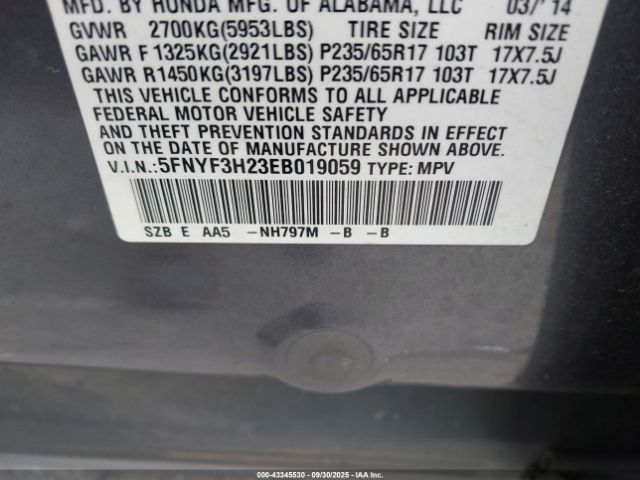 MFD. BY HONDA MFG. OF ALABAMA, LLC 03/ 14
GVWR 2700KG(5953LBS) TIRE SIZE RIM SIZE
GAWR F 1325KG(2921LBS) P235/65R17 103T 17X7.5J
GAWR R1450KG(3197LBS) P235/65R17 103T 17X7.5J
THIS VEHICLE CONFORMS TO ALL APPLICABLE
FEDERAL MOTOR VEHICLE SAFETY
AND THEFT PREVENTION STANDARDS IN EFFECT
ON THE DATE OF MANUFACTURE SHOWN ABOVE.
V.I.N.:5FNYF3H23EB019059 TYPE: MPV
SZB E AA5 -NH797M -B -B
000-43345530 - 09/30/2025 - IAAI.COM